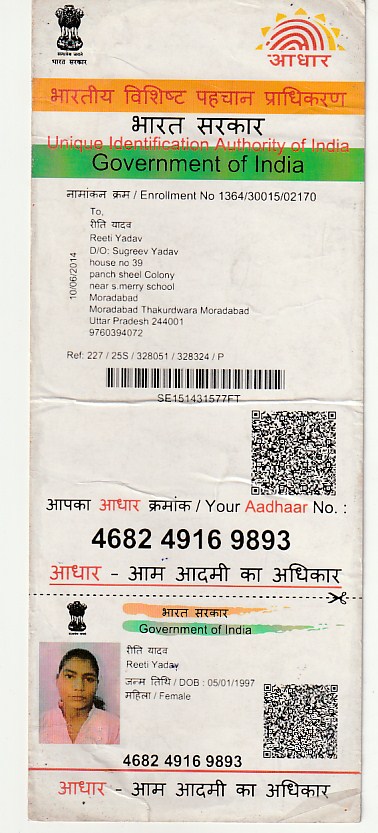 सत्यमेव जयते
भारत सरकार
आधार
भारतीय विशिष्ट पहचान प्राधिकरण
भारत सरकार
Unique Identification Authority of India
Government of India
नामांकन क्रम / Enrollment No 1364/30015/02170
To,
रीति यादव
Reeti Yadav
D/O: Sugreev Yadav
house no 39
panch sheel Colony
near s.merry school
Moradabad
Moradabad Thakurdwara Moradabad
Uttar Pradesh 244001
9760394072
10/06/2014
Ref: 227 / 25S / 328051 / 328324 / P
SE151431577FT
आपका आधार क्रमांक / Your Aadhaar No. :
4682 4916 9893
आधार - आम आदमी का अधिकार
भारत सरकार
Government of India
रीति यादव
Reeti Yadav
जन्म तिथि / DOB : 05/01/1997
महिला / Female
4682 4916 9893
आधार - आम आदमी का अधिकार